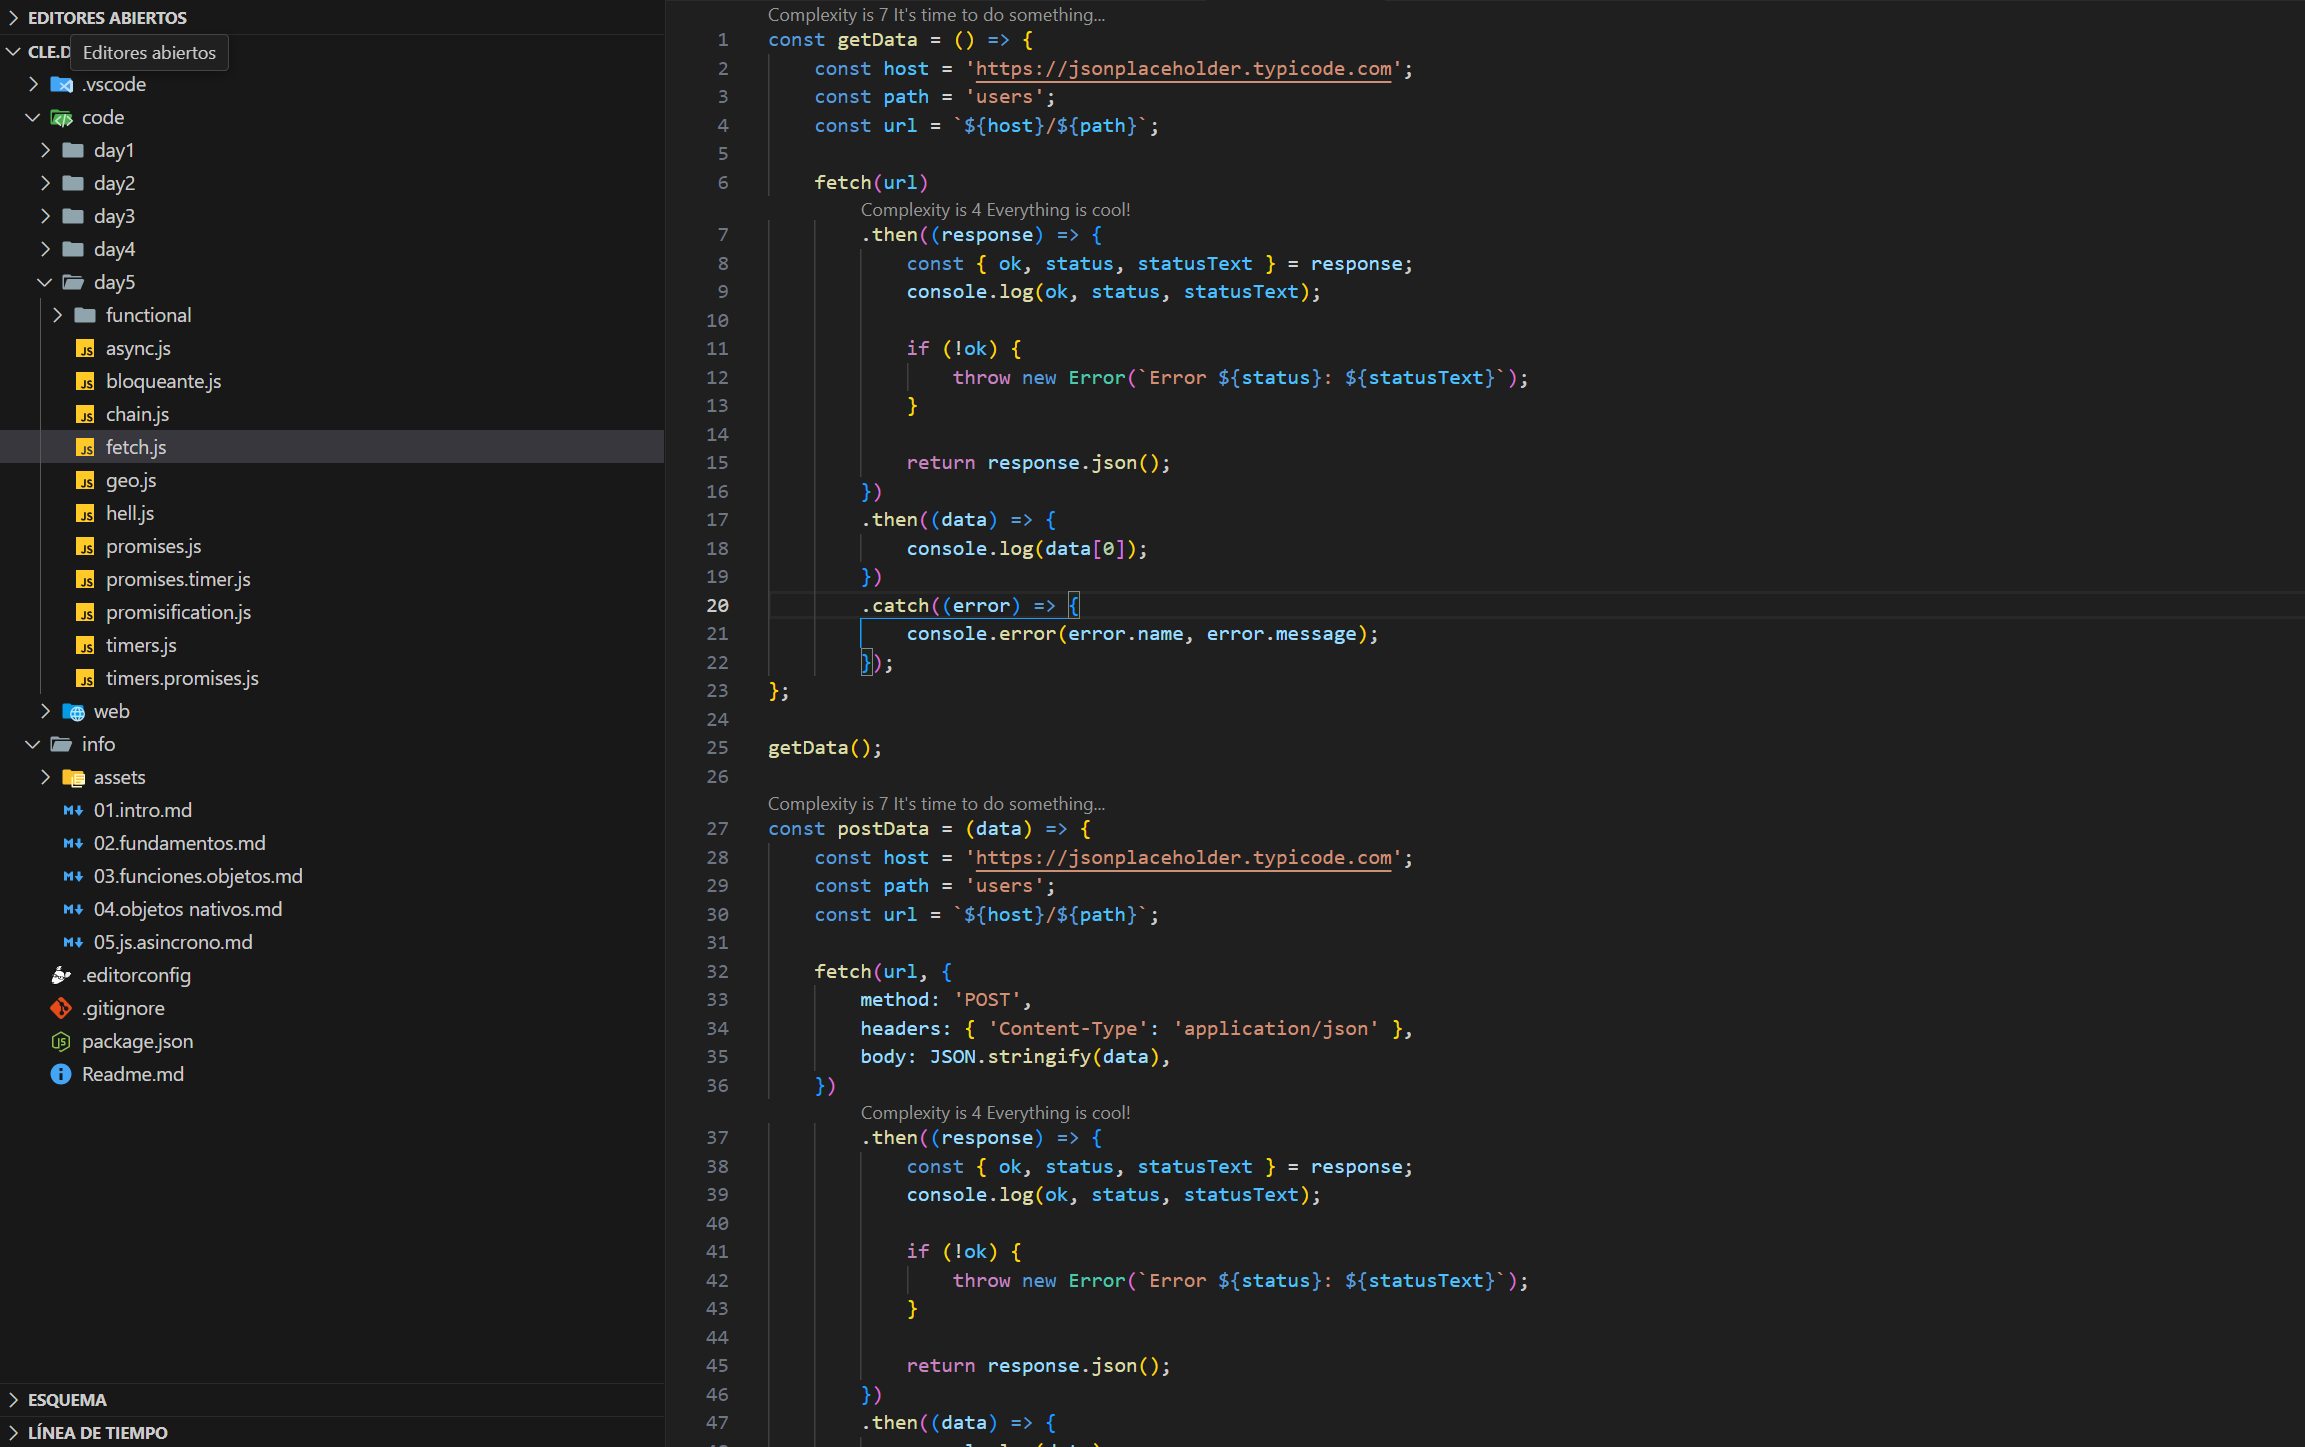 EDITORES ABIERTOS
CLE.D
Editores abiertos
.vscode
code
day1
day2
day3
day4
day5
functional
async.js
bloqueante.js
chain.js
fetch.js
geo.js
hell.js
promises.js
promises.timer.js
promisification.js
timers.js
timers.promises.js
web
info
assets
01.intro.md
02.fundamentos.md
03.funciones.objetos.md
04.objetos nativos.md
05.js.asincrono.md
.editorconfig
.gitignore
package.json
Readme.md
ESQUEMA
LÍNEA DE TIEMPO
Complexity is 7 It's time to do something...
1 const getData = () => {
2     const host = 'https://jsonplaceholder.typicode.com';
3     const path = 'users';
4     const url = `${host}/${path}`;
5
6     fetch(url)
Complexity is 4 Everything is cool!
7         .then((response) => {
8             const { ok, status, statusText } = response;
9             console.log(ok, status, statusText);
10
11             if (!ok) {
12                 throw new Error(`Error ${status}: ${statusText}`);
13             }
14
15             return response.json();
16         })
17         .then((data) => {
18             console.log(data[0]);
19         })
20         .catch((error) => {
21             console.error(error.name, error.message);
22         });
23 };
24
25 getData();
26
Complexity is 7 It's time to do something...
27 const postData = (data) => {
28     const host = 'https://jsonplaceholder.typicode.com';
29     const path = 'users';
30     const url = `${host}/${path}`;
31
32     fetch(url, {
33         method: 'POST',
34         headers: { 'Content-Type': 'application/json' },
35         body: JSON.stringify(data),
36     })
Complexity is 4 Everything is cool!
37         .then((response) => {
38             const { ok, status, statusText } = response;
39             console.log(ok, status, statusText);
40
41             if (!ok) {
42                 throw new Error(`Error ${status}: ${statusText}`);
43             }
44
45             return response.json();
46         })
47         .then((data) => {